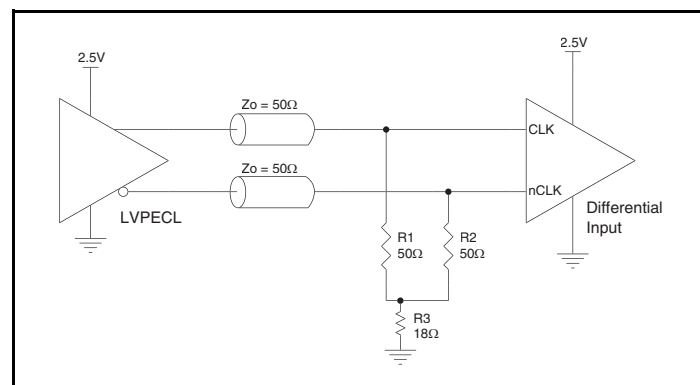 2.5V
2.5V
Zo = 50Ω
CLK
Zo = 50Ω
nCLK
LVPECL
Differential
Input
R1
50Ω
R2
50Ω
R3
18Ω